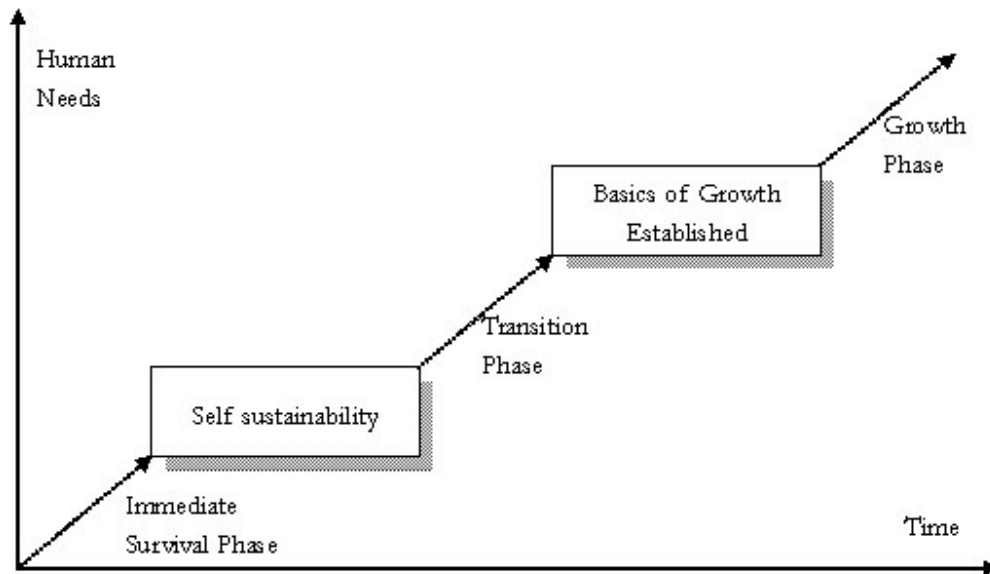 Human
Needs
Growth
Phase
Basics of Growth
Established
Transition
Phase
Self sustainability
Immediate
Survival Phase
Time